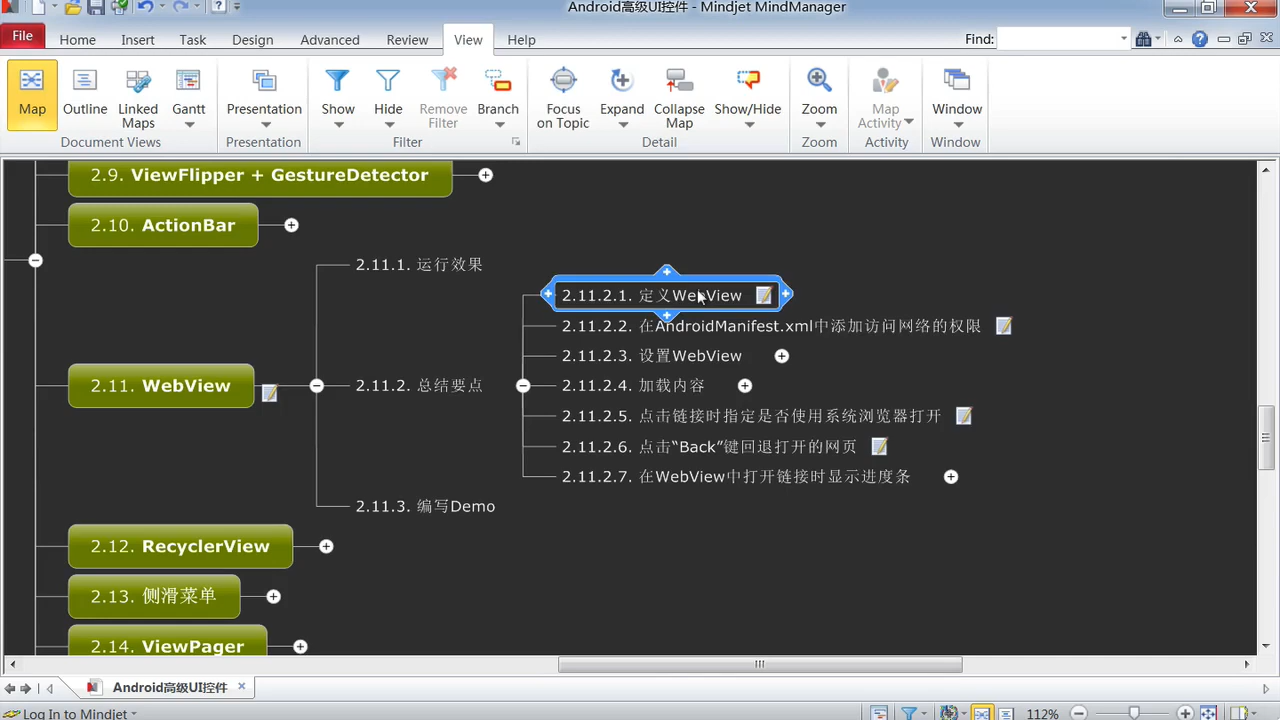 Android高级UI控件 - Mindjet MindManager
File Home Insert Task Design Advanced Review View Help Find:
Map Outline Linked Maps Gantt Presentation Show Hide Remove Filter Branch Focus on Topic Expand Collapse Map Show/Hide Zoom Map Activity Window
Document Views Presentation Filter Detail Zoom Activity Window
2.9. ViewFlipper + GestureDetector
2.10. ActionBar
2.11.1. 运行效果
2.11.2.1. 定义WebView
2.11.2.2. 在AndroidManifest.xml中添加访问网络的权限
2.11.2.3. 设置WebView
2.11. WebView
2.11.2. 总结要点
2.11.2.4. 加载内容
2.11.2.5. 点击链接时指定是否使用系统浏览器打开
2.11.2.6. 点击“Back”键回退打开的网页
2.11.2.7. 在WebView中打开链接时显示进度条
2.11.3. 编写Demo
2.12. RecyclerView
2.13. 侧滑菜单
2.14. ViewPager
Android高级UI控件
Log In to Mindjet
112%